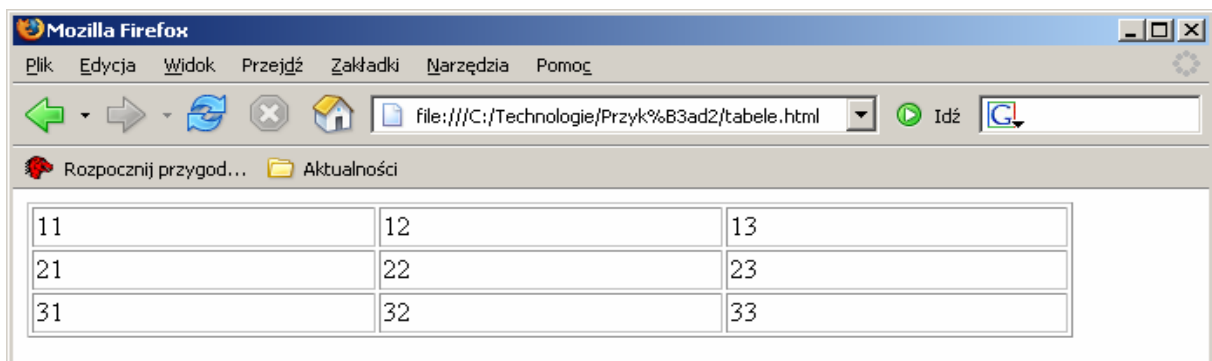 Mozilla Firefox
Plik Edycja Widok Przejdź Zakładki Narzędzia Pomoc
file:///C:/Technologie/Przyk%B3ad2/tabele.html Idź G
Rozpocznij przygod... Aktualności
11 12 13
21 22 23
31 32 33